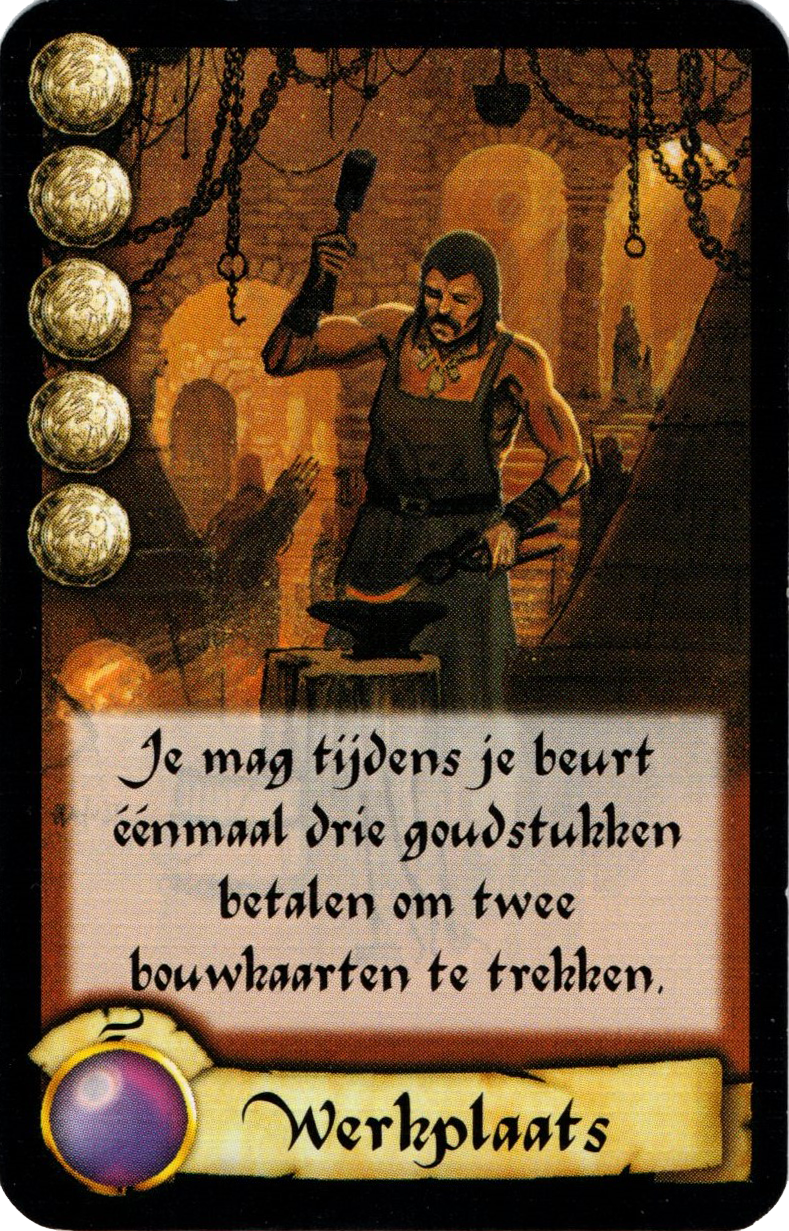 Je mag tijdens je beurt
éénmaal drie goudstukken
betalen om twee
bouwkaarten te trekken.
Werkplaats